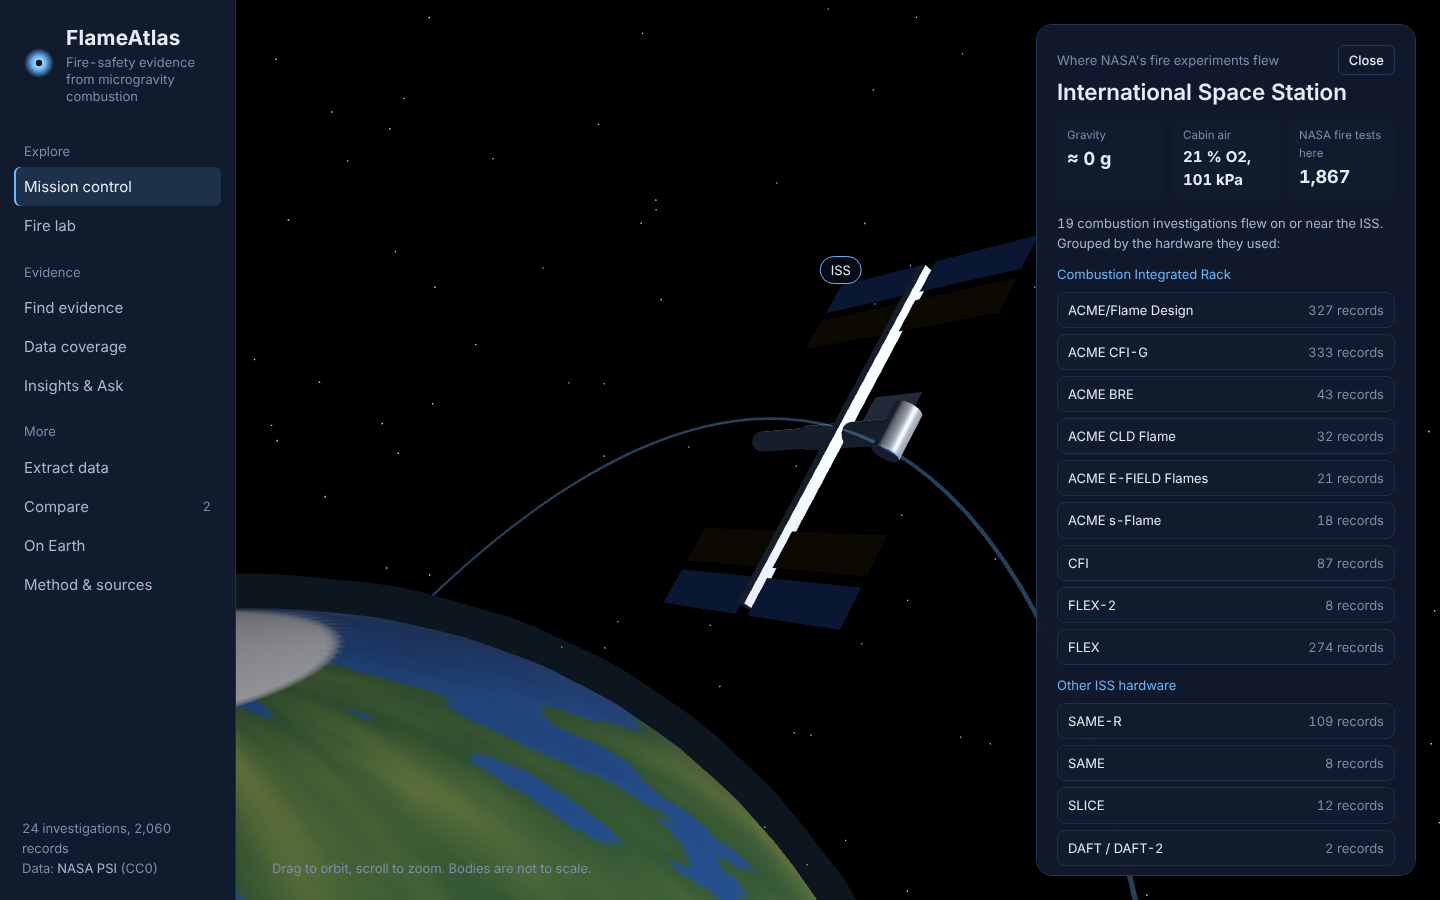 FlameAtlas
Fire-safety evidence
from microgravity
combustion
Explore
Mission control
Fire lab
Evidence
Find evidence
Data coverage
Insights & Ask
More
Extract data
Compare 2
On Earth
Method & sources
24 investigations, 2,060
records
Data: NASA PSI (CC0)
ISS
Drag to orbit, scroll to zoom. Bodies are not to scale.
Where NASA's fire experiments flew
Close
International Space Station
Gravity
≈ 0 g
Cabin air
21 % O2,
101 kPa
NASA fire tests
here
1,867
19 combustion investigations flew on or near the ISS.
Grouped by the hardware they used:
Combustion Integrated Rack
ACME/Flame Design 327 records
ACME CFI-G 333 records
ACME BRE 43 records
ACME CLD Flame 32 records
ACME E-FIELD Flames 21 records
ACME s-Flame 18 records
CFI 87 records
FLEX-2 8 records
FLEX 274 records
Other ISS hardware
SAME-R 109 records
SAME 8 records
SLICE 12 records
DAFT / DAFT-2 2 records